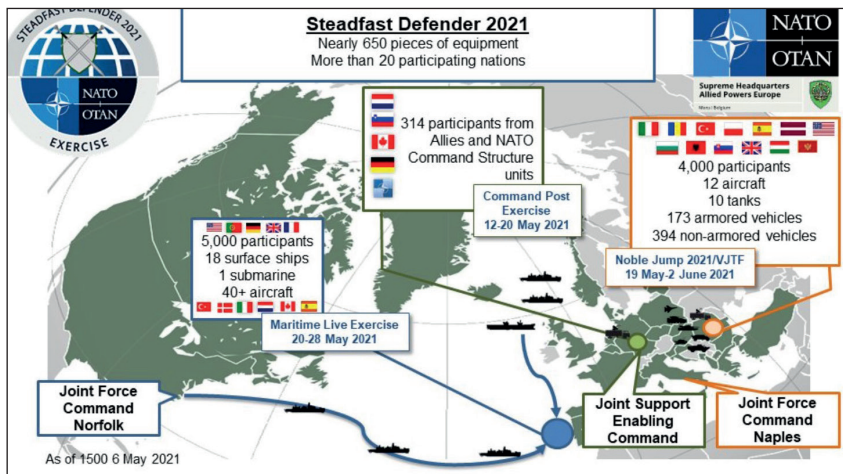 STEADFAST DEFENDER 2021
NATO
OTAN
EXERCISE
Steadfast Defender 2021
Nearly 650 pieces of equipment
More than 20 participating nations
NATO
OTAN
Supreme Headquarters
Allied Powers Europe
Mons | Belgium
314 participants from
Allies and NATO
Command Structure
units
Command Post
Exercise
12-20 May 2021
4,000 participants
12 aircraft
10 tanks
173 armored vehicles
394 non-armored vehicles
Noble Jump 2021/VJTF
19 May-2 June 2021
5,000 participants
18 surface ships
1 submarine
40+ aircraft
Maritime Live Exercise
20-28 May 2021
Joint Force
Command
Norfolk
Joint Support
Enabling
Command
Joint Force
Command
Naples
As of 1500 6 May 2021